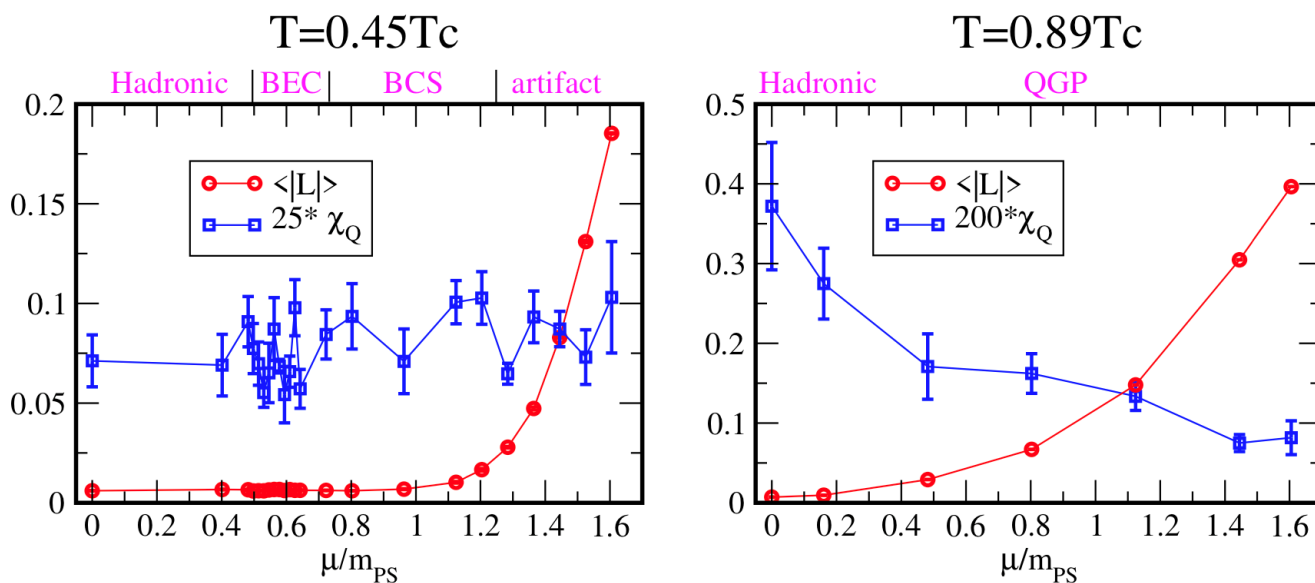 T=0.45Tc
Hadronic | BEC | BCS | artifact
0.2
0.15
0.1
0.05
0
<|L|>
25* χQ
0 0.2 0.4 0.6 0.8 1 1.2 1.4 1.6
μ/mPS
T=0.89Tc
Hadronic QGP
0.5
0.4
0.3
0.2
0.1
0
<|L|>
200*χQ
0 0.2 0.4 0.6 0.8 1 1.2 1.4 1.6
μ/mPS